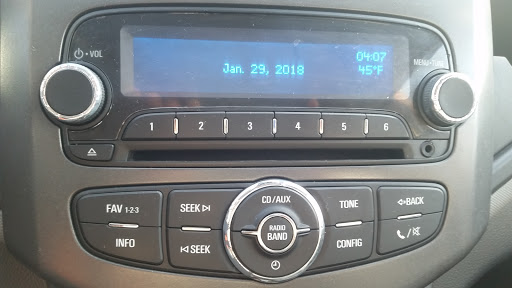 VOL
04:07
MENU-TUNE
Jan. 29, 2018
45°F
1 2 3 4 5 6
FAV 1-2-3
SEEK
CD/AUX
TONE
BACK
RADIO
BAND
INFO
SEEK
CONFIG